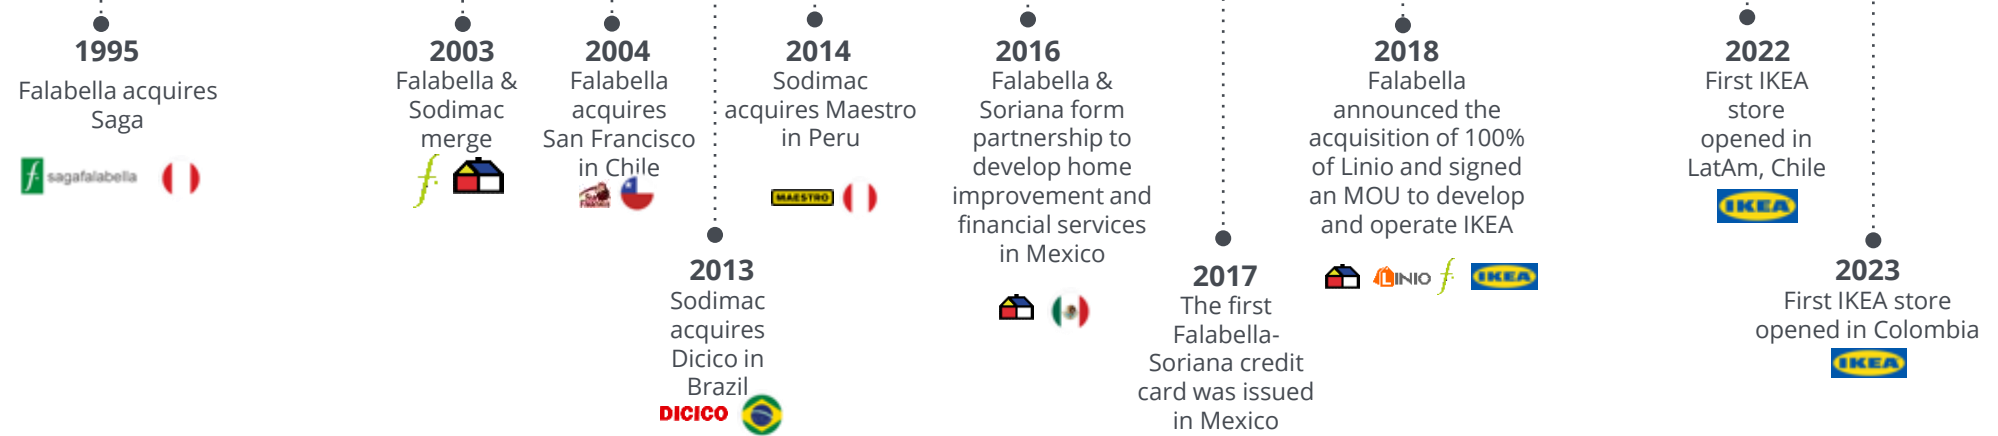 1995
Falabella acquires
Saga
sagafalabella
2003
Falabella &
Sodimac
merge
2004
Falabella
acquires
San Francisco
in Chile
2013
Sodimac
acquires
Dicico in
Brazil
DICICO
2014
Sodimac
acquires Maestro
in Peru
MAESTRO
2016
Falabella &
Soriana form
partnership to
develop home
improvement and
financial services
in Mexico
2017
The first
Falabella-
Soriana credit
card was issued
in Mexico
2018
Falabella
announced the
acquisition of 100%
of Linio and signed
an MOU to develop
and operate IKEA
LINIO
IKEA
2022
First IKEA
store
opened in
LatAm, Chile
IKEA
2023
First IKEA store
opened in Colombia
IKEA